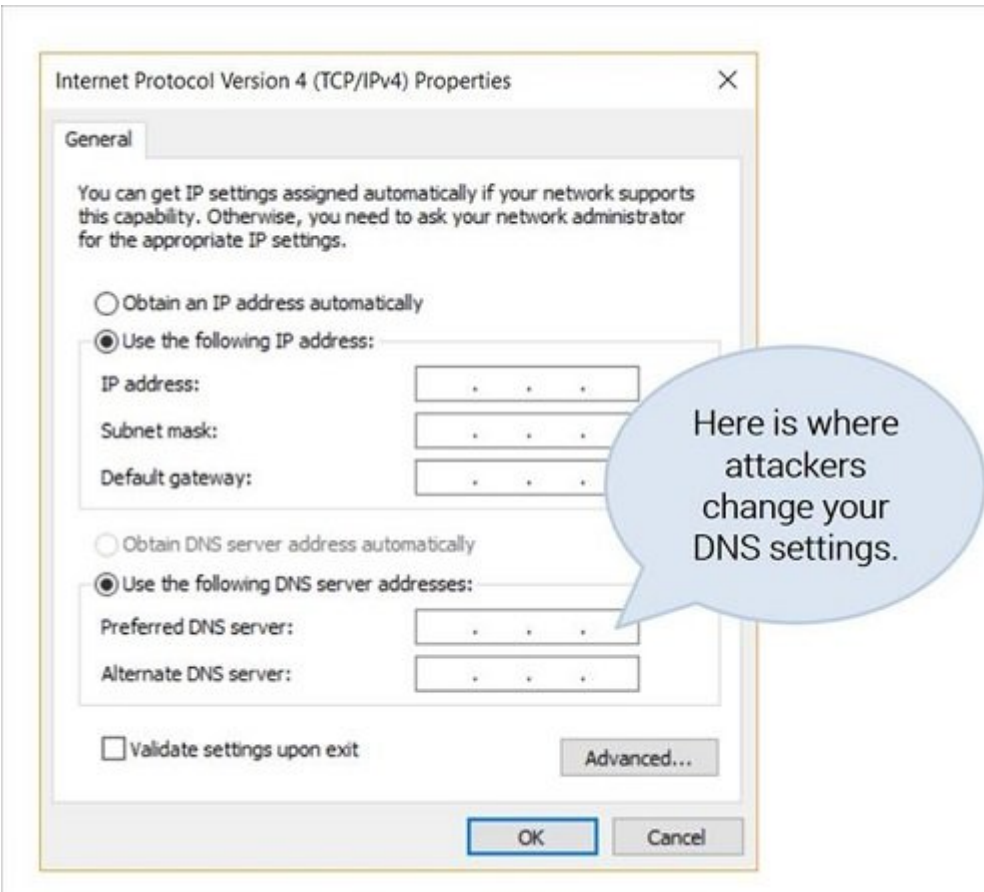 Internet Protocol Version 4 (TCP/IPv4) Properties
General
You can get IP settings assigned automatically if your network supports
this capability. Otherwise, you need to ask your network administrator
for the appropriate IP settings.
Obtain an IP address automatically
Use the following IP address:
IP address:
Subnet mask:
Default gateway:
Obtain DNS server address automatically
Use the following DNS server addresses:
Preferred DNS server:
Alternate DNS server:
Validate settings upon exit
Advanced...
OK
Cancel
Here is where
attackers
change your
DNS settings.